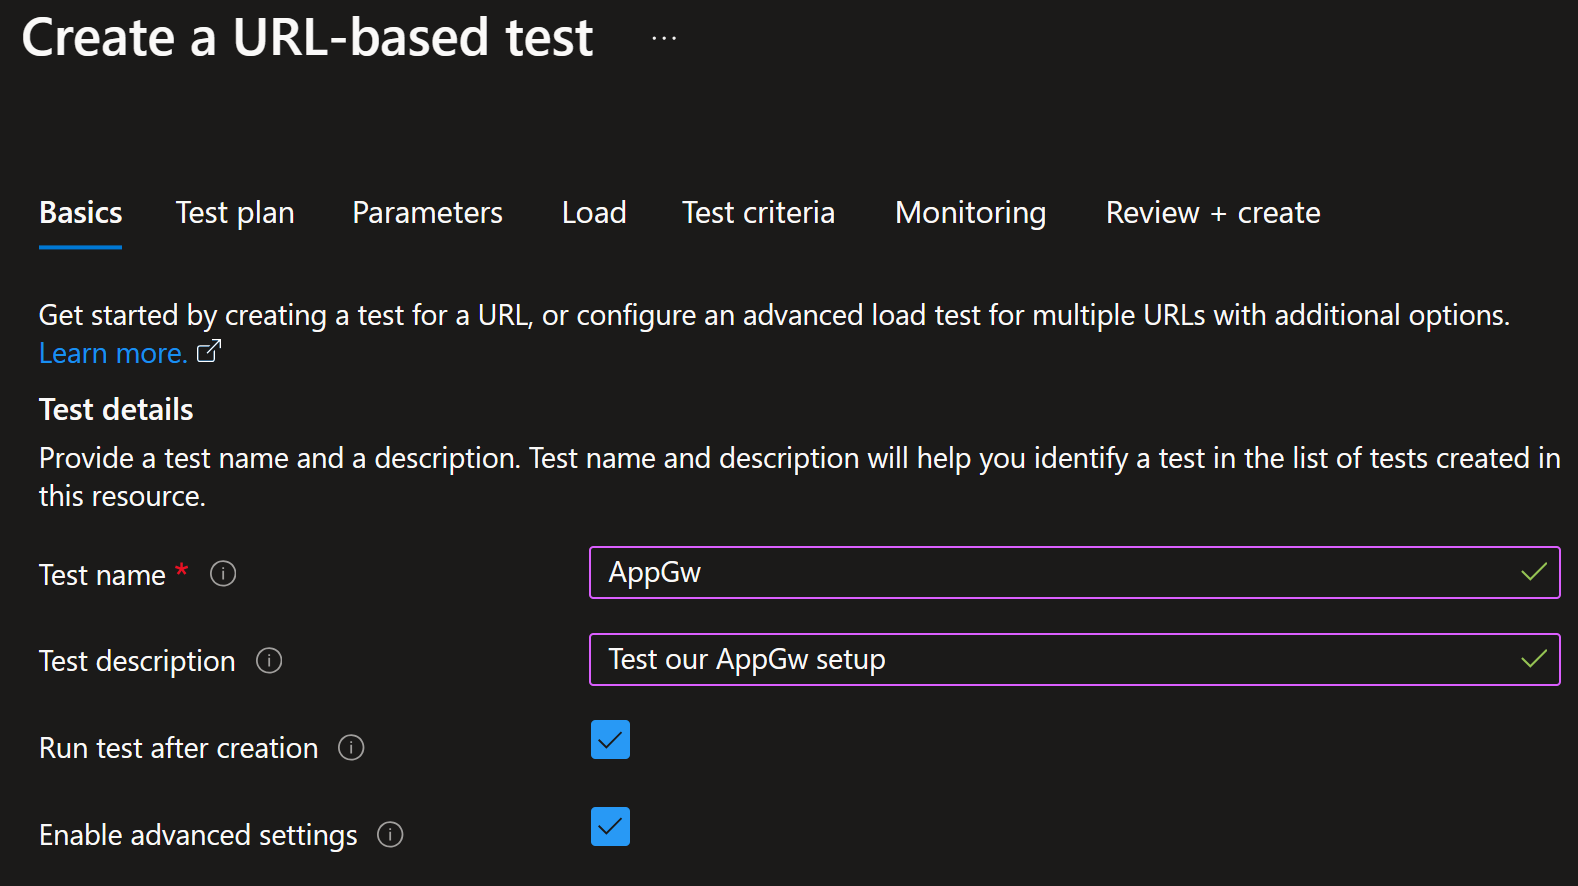 Create a URL-based test ...
Basics Test plan Parameters Load Test criteria Monitoring Review + create
Get started by creating a test for a URL, or configure an advanced load test for multiple URLs with additional options.
Learn more.
Test details
Provide a test name and a description. Test name and description will help you identify a test in the list of tests created in
this resource.
Test name * AppGw
Test description Test our AppGw setup
Run test after creation
Enable advanced settings